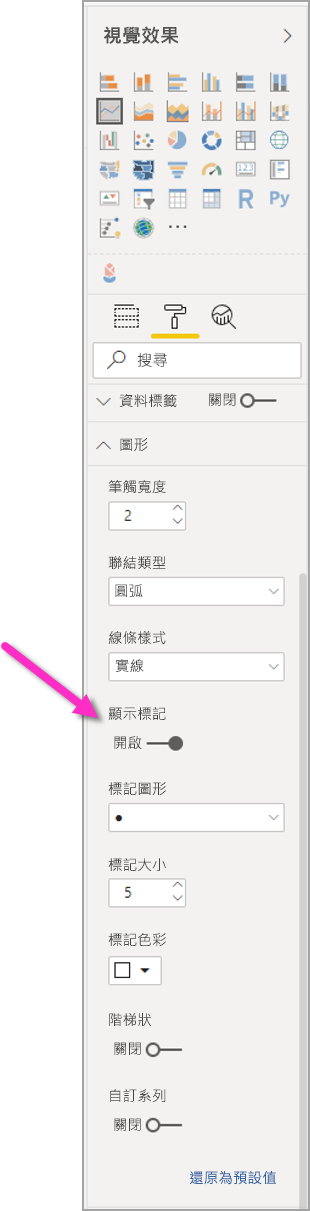 視覺效果
123
R Py
搜尋
資料標籤 關閉
圖形
筆觸寬度
2
聯結類型
圓弧
線條樣式
實線
顯示標記
開啟
標記圖形
標記大小
5
標記色彩
階梯狀
關閉
自訂系列
關閉
還原為預設值